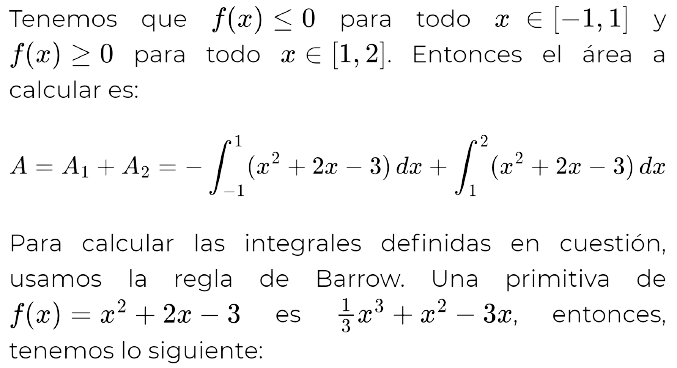 Tenemos que f(x) ≤ 0 para todo x ∈ [−1, 1] y
f(x) ≥ 0 para todo x ∈ [1, 2]. Entonces el área a
calcular es:
A = A₁ + A₂ = − ∫₋₁¹ (x² + 2x − 3) dx + ∫₁² (x² + 2x − 3) dx
Para calcular las integrales definidas en cuestión,
usamos la regla de Barrow. Una primitiva de
f(x) = x² + 2x − 3 es ⅓x³ + x² − 3x, entonces,
tenemos lo siguiente: